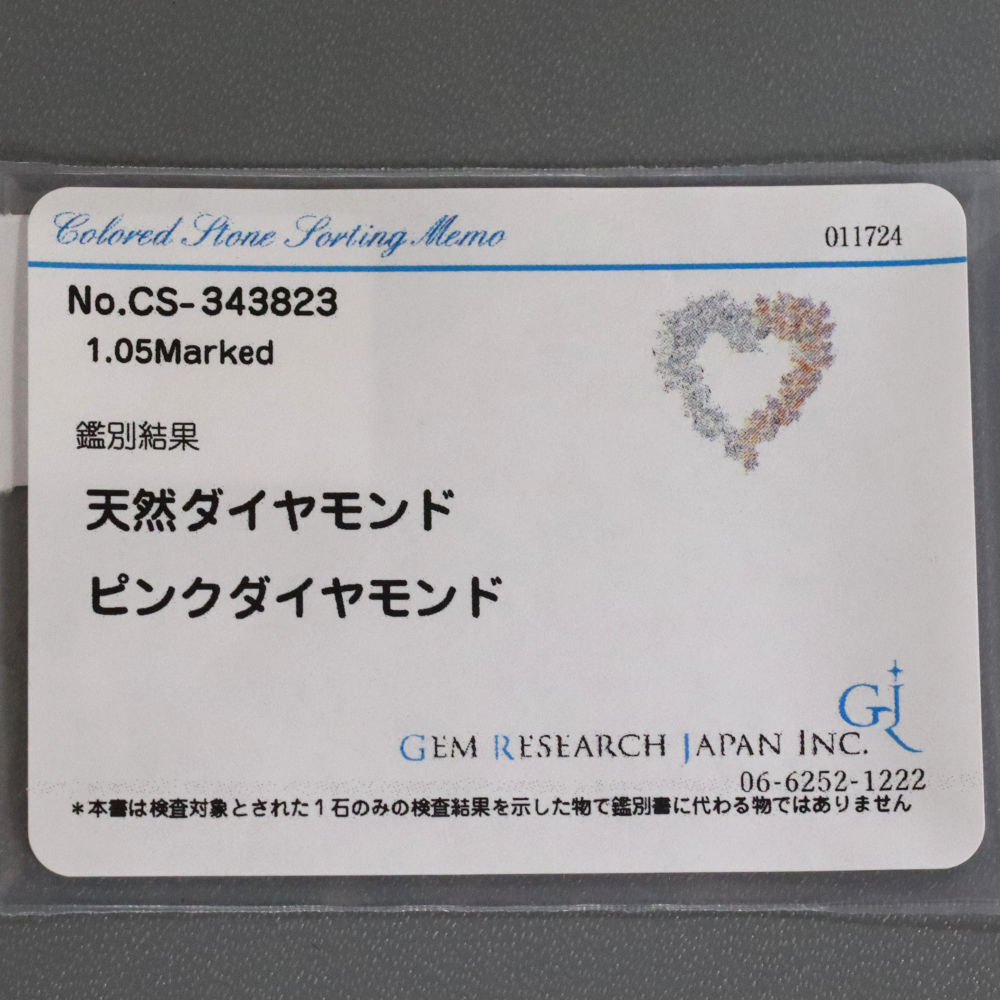 Colored Stone Sorting Memo
011724
No.CS-343823
1.05Marked
鑑別結果
天然ダイヤモンド
ピンクダイヤモンド
GJ
GEM RESEARCH JAPAN INC.
06-6252-1222
*本書は検査対象とされた1石のみの検査結果を示した物で鑑別書に代わる物ではありません